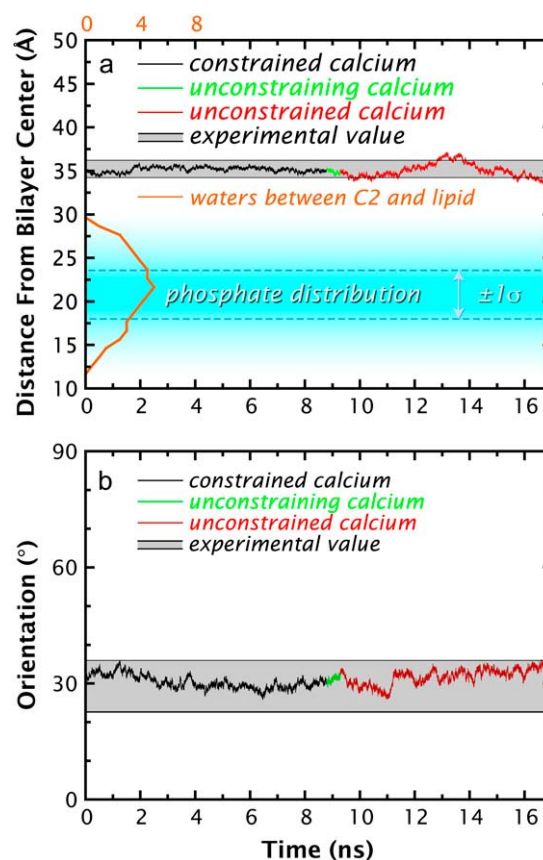 0 4 8
50
45
40
35
30
25
20
15
10
Distance From Bilayer Center (Å)
a
constrained calcium
unconstraining calcium
unconstrained calcium
experimental value
waters between C2 and lipid
phosphate distribution
±1σ
0 2 4 6 8 10 12 14 16
90
60
30
0
Orientation (°)
b
constrained calcium
unconstraining calcium
unconstrained calcium
experimental value
0 2 4 6 8 10 12 14 16
Time (ns)